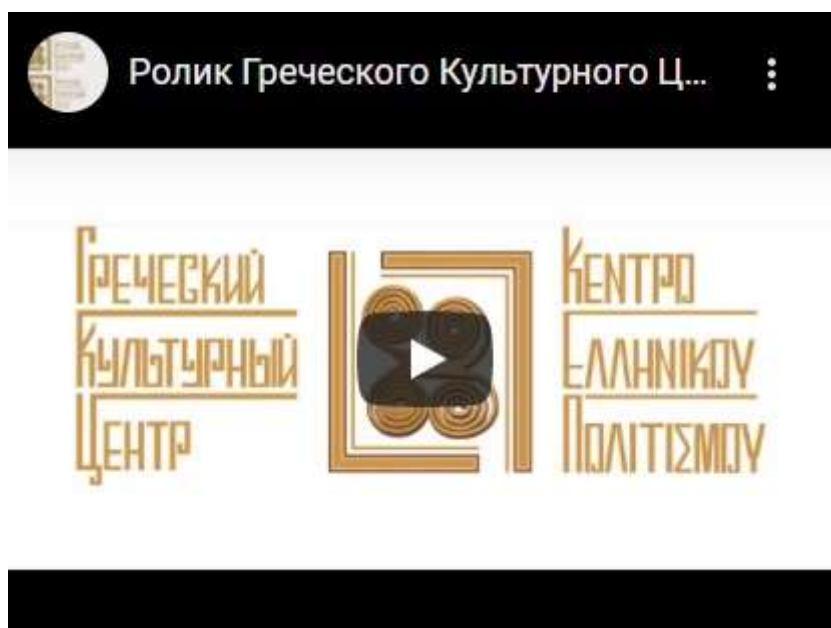 Ролик Греческого Культурного Ц...
Греческий
Культурный
Центр
Κεντρο
Ελληνικου
Πολιτισμου